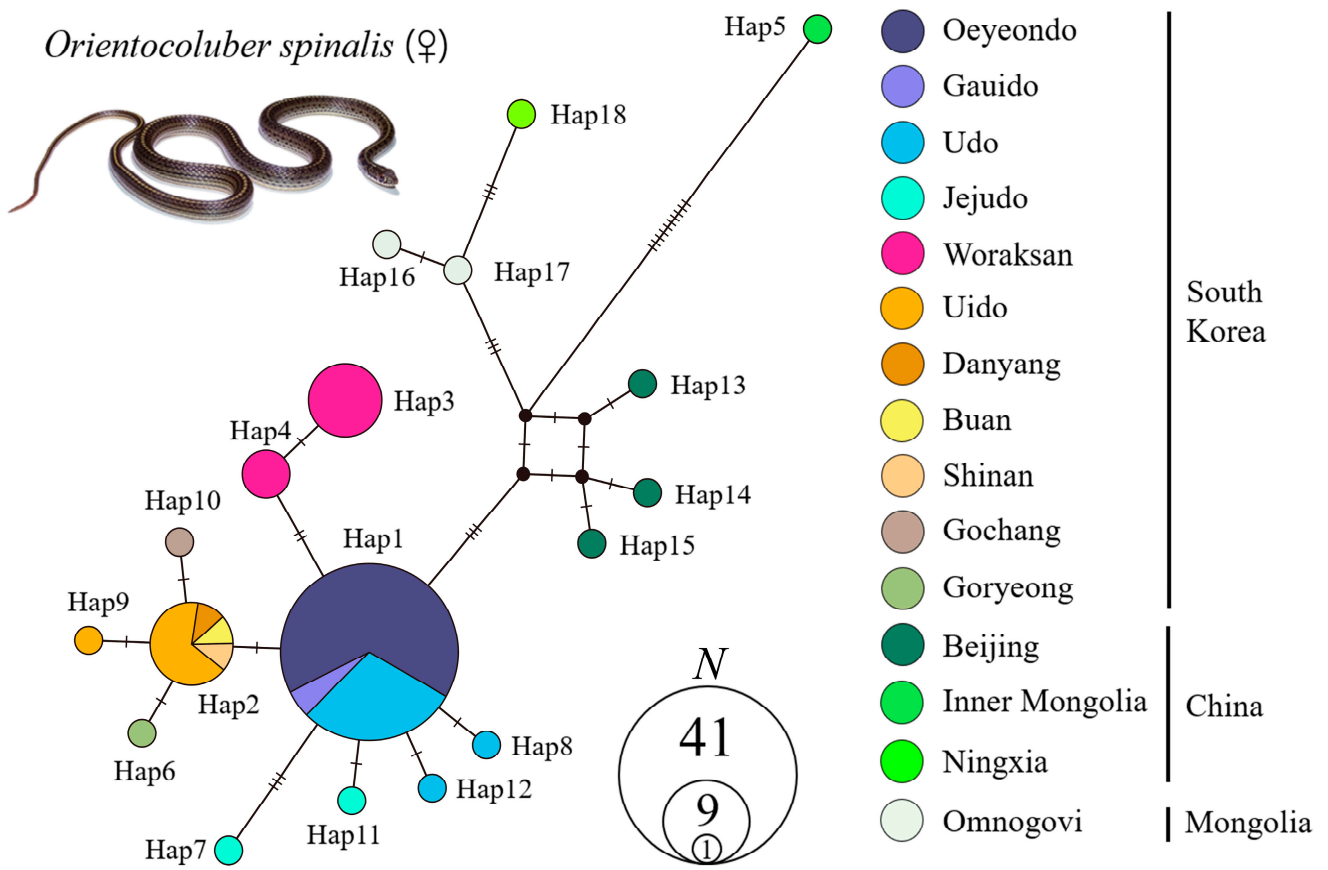 Orientocoluber spinalis (♀)
Hap5
Hap18
Hap16
Hap17
Hap3
Hap4
Hap13
Hap14
Hap15
Hap10
Hap1
Hap9
Hap2
Hap6
Hap8
Hap12
Hap11
Hap7
N
41
9
1
Oeyeondo
Gauido
Udo
Jejudo
Woraksan
Uido
Danyang
Buan
Shinan
Gochang
Goryeong
Beijing
Inner Mongolia
Ningxia
Omnogovi
South
Korea
China
Mongolia